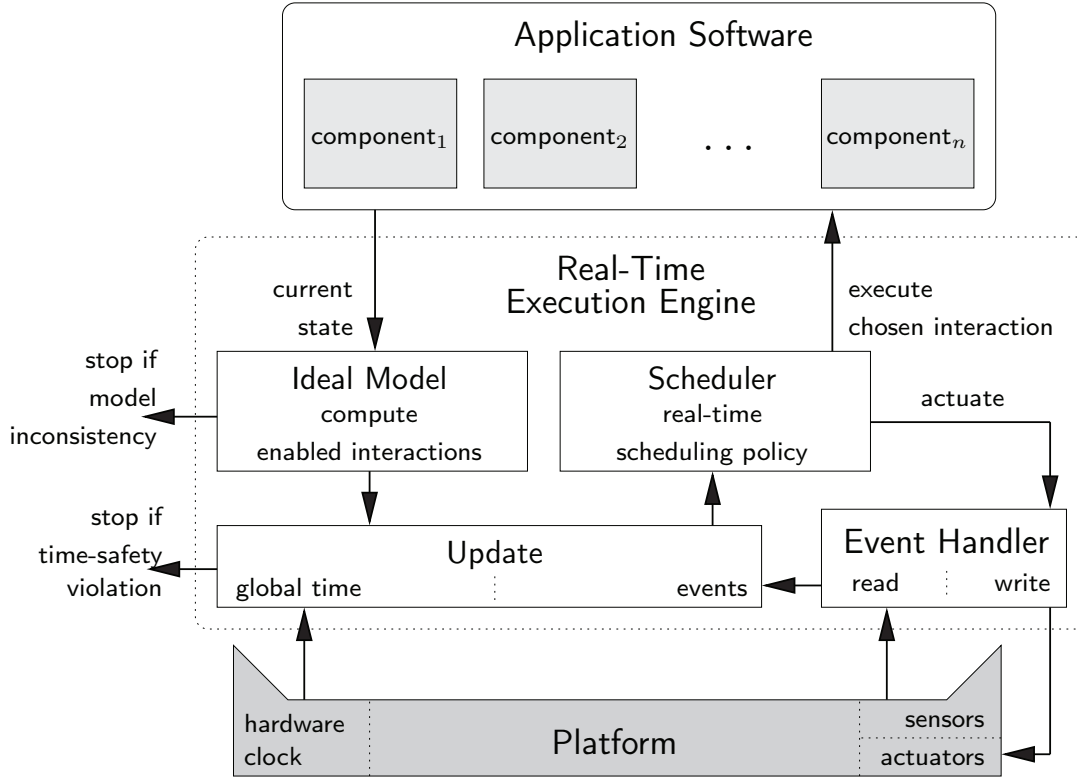 Application Software
component₁
component₂
. . .
componentₙ
Real-Time
Execution Engine
current
state
execute
chosen interaction
stop if
model
inconsistency
Ideal Model
compute
enabled interactions
Scheduler
real-time
scheduling policy
actuate
stop if
time-safety
violation
Update
global time
events
Event Handler
read
write
hardware
clock
Platform
sensors
actuators